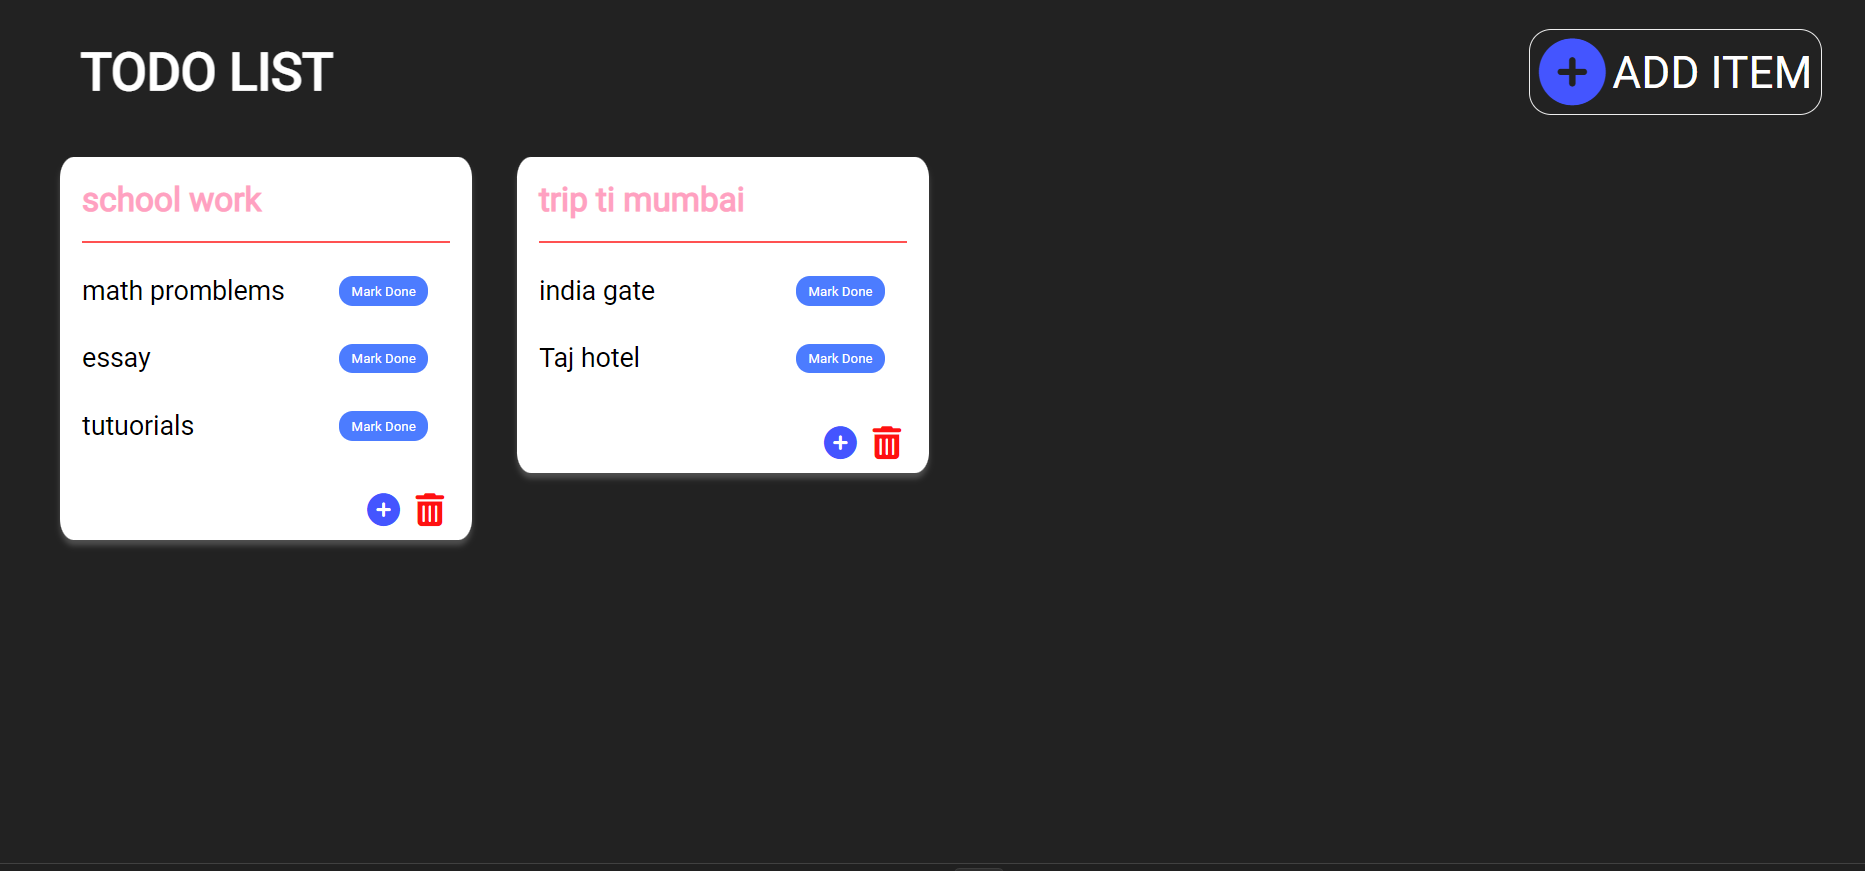 TODO LIST
ADD ITEM
school work
math promblems Mark Done
essay Mark Done
tutuorials Mark Done
trip ti mumbai
india gate Mark Done
Taj hotel Mark Done